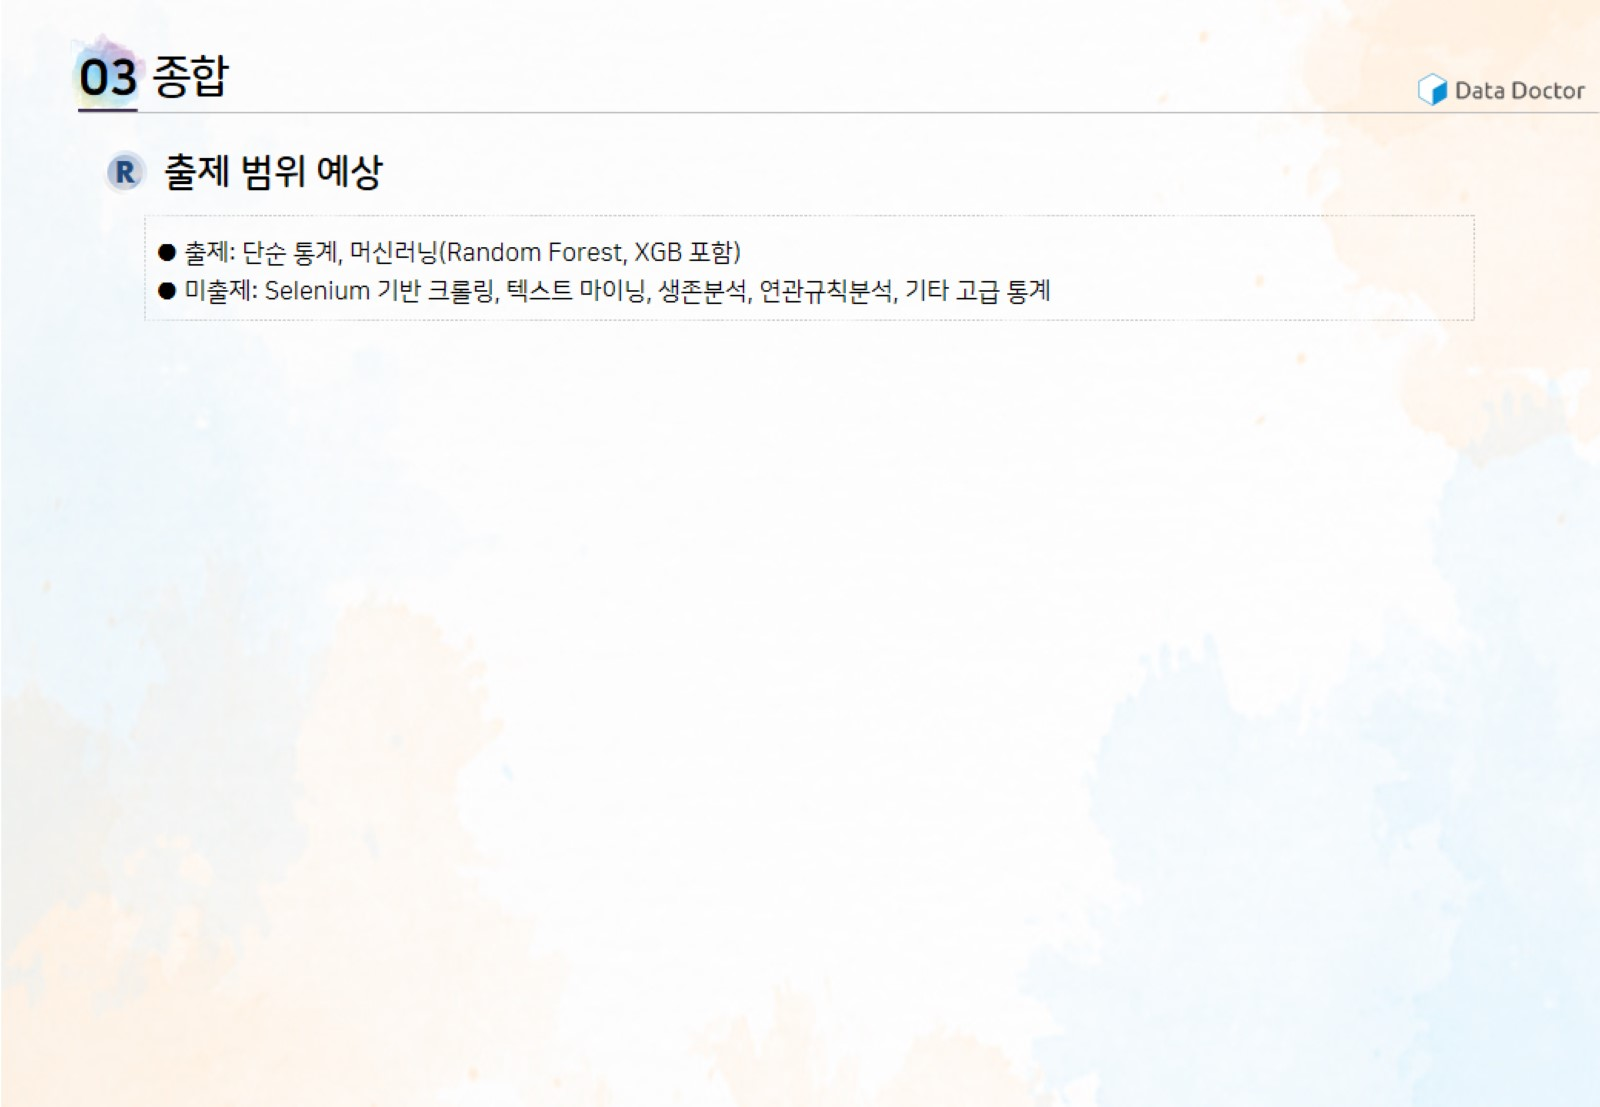 03 종합
Data Doctor
R 출제 범위 예상
● 출제: 단순 통계, 머신러닝(Random Forest, XGB 포함)
● 미출제: Selenium 기반 크롤링, 텍스트 마이닝, 생존분석, 연관규칙분석, 기타 고급 통계